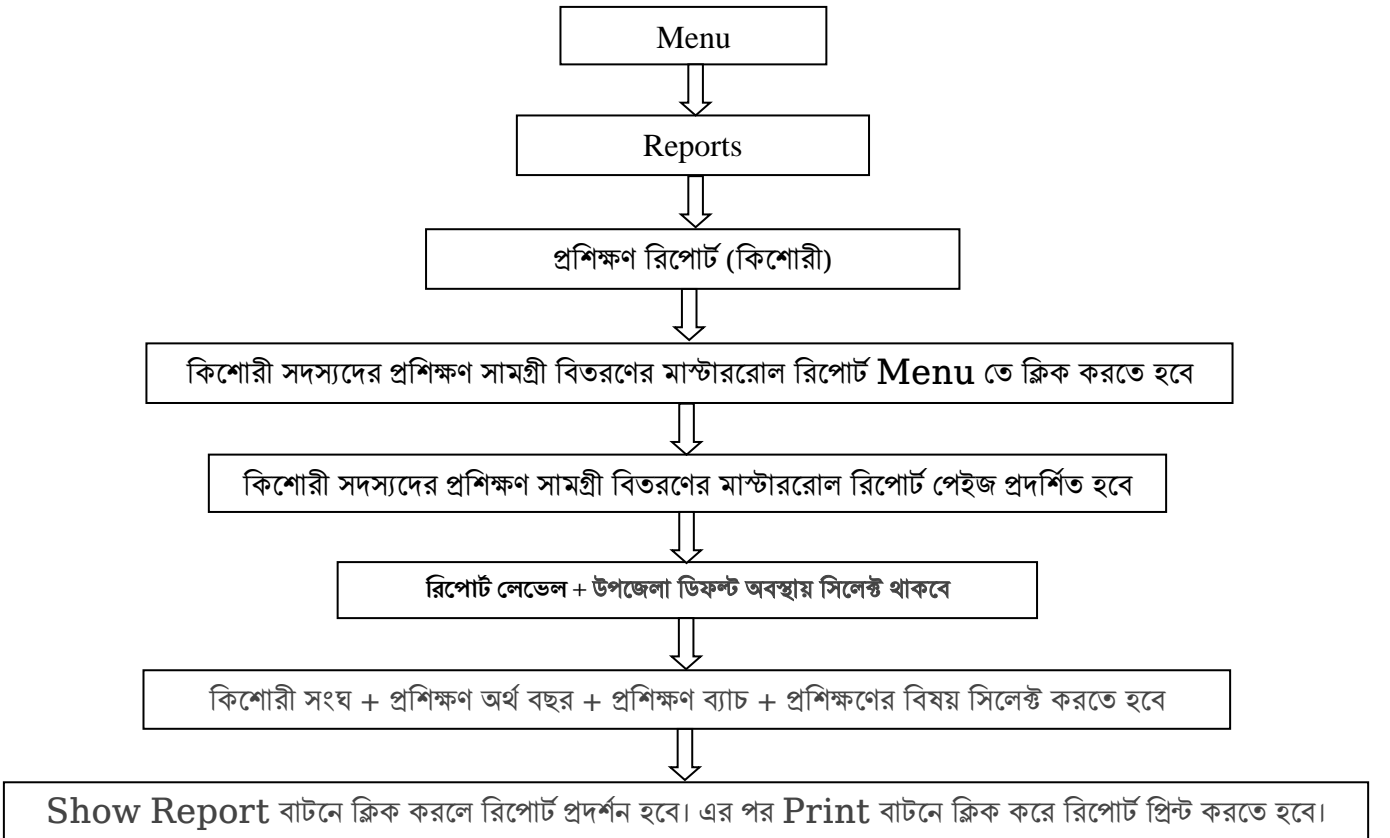 Menu
Reports
প্রশিক্ষণ রিপোর্ট (কিশোরী)
কিশোরী সদস্যদের প্রশিক্ষণ সামগ্রী বিতরণের মাস্টাররোল রিপোর্ট Menu তে ক্লিক করতে হবে
কিশোরী সদস্যদের প্রশিক্ষণ সামগ্রী বিতরণের মাস্টাররোল রিপোর্ট পেইজ প্রদর্শিত হবে
রিপোর্ট লেভেল + উপজেলা ডিফল্ট অবস্থায় সিলেক্ট থাকবে
কিশোরী সংঘ + প্রশিক্ষণ অর্থ বছর + প্রশিক্ষণ ব্যাচ + প্রশিক্ষণের বিষয় সিলেক্ট করতে হবে
Show Report বাটনে ক্লিক করলে রিপোর্ট প্রদর্শন হবে। এর পর Print বাটনে ক্লিক করে রিপোর্ট প্রিন্ট করতে হবে।